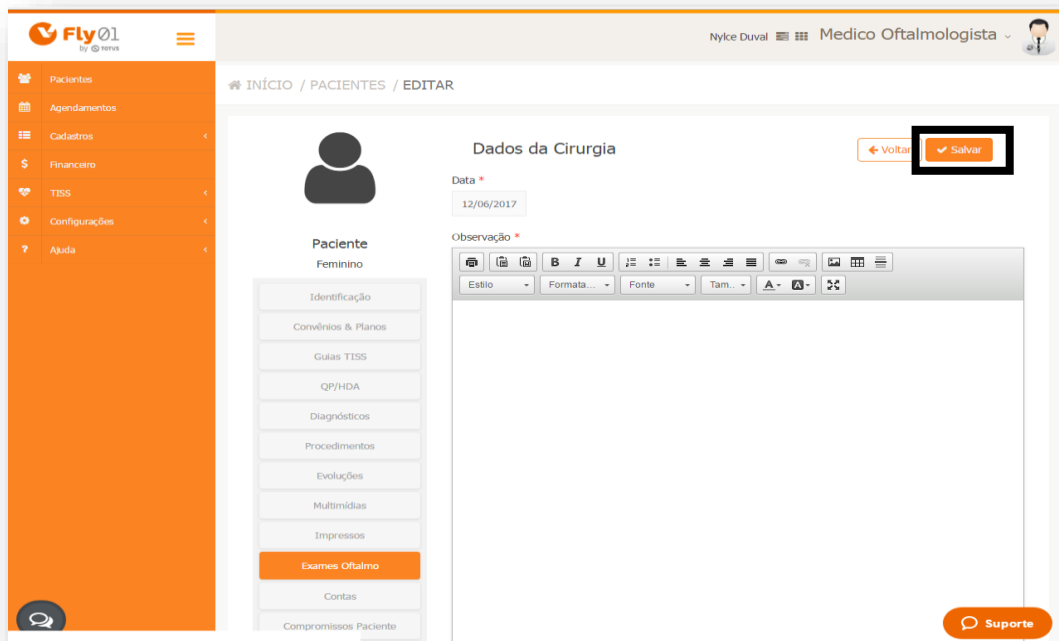 Fly01
by TOTVS
Nylce Duval
Medico Oftalmologista
Pacientes
Agendamentos
Cadastros
Financeiro
TISS
Configurações
Ajuda
INÍCIO / PACIENTES / EDITAR
Paciente
Feminino
Identificação
Convênios & Planos
Guias TISS
QP/HDA
Diagnósticos
Procedimentos
Evoluções
Multimídias
Impressos
Exames Oftalmo
Contas
Compromissos Paciente
Dados da Cirurgia
Voltar
Salvar
Data *
12/06/2017
Observação *
B I U
Estilo
Formata...
Fonte
Tam...
A
A
Suporte